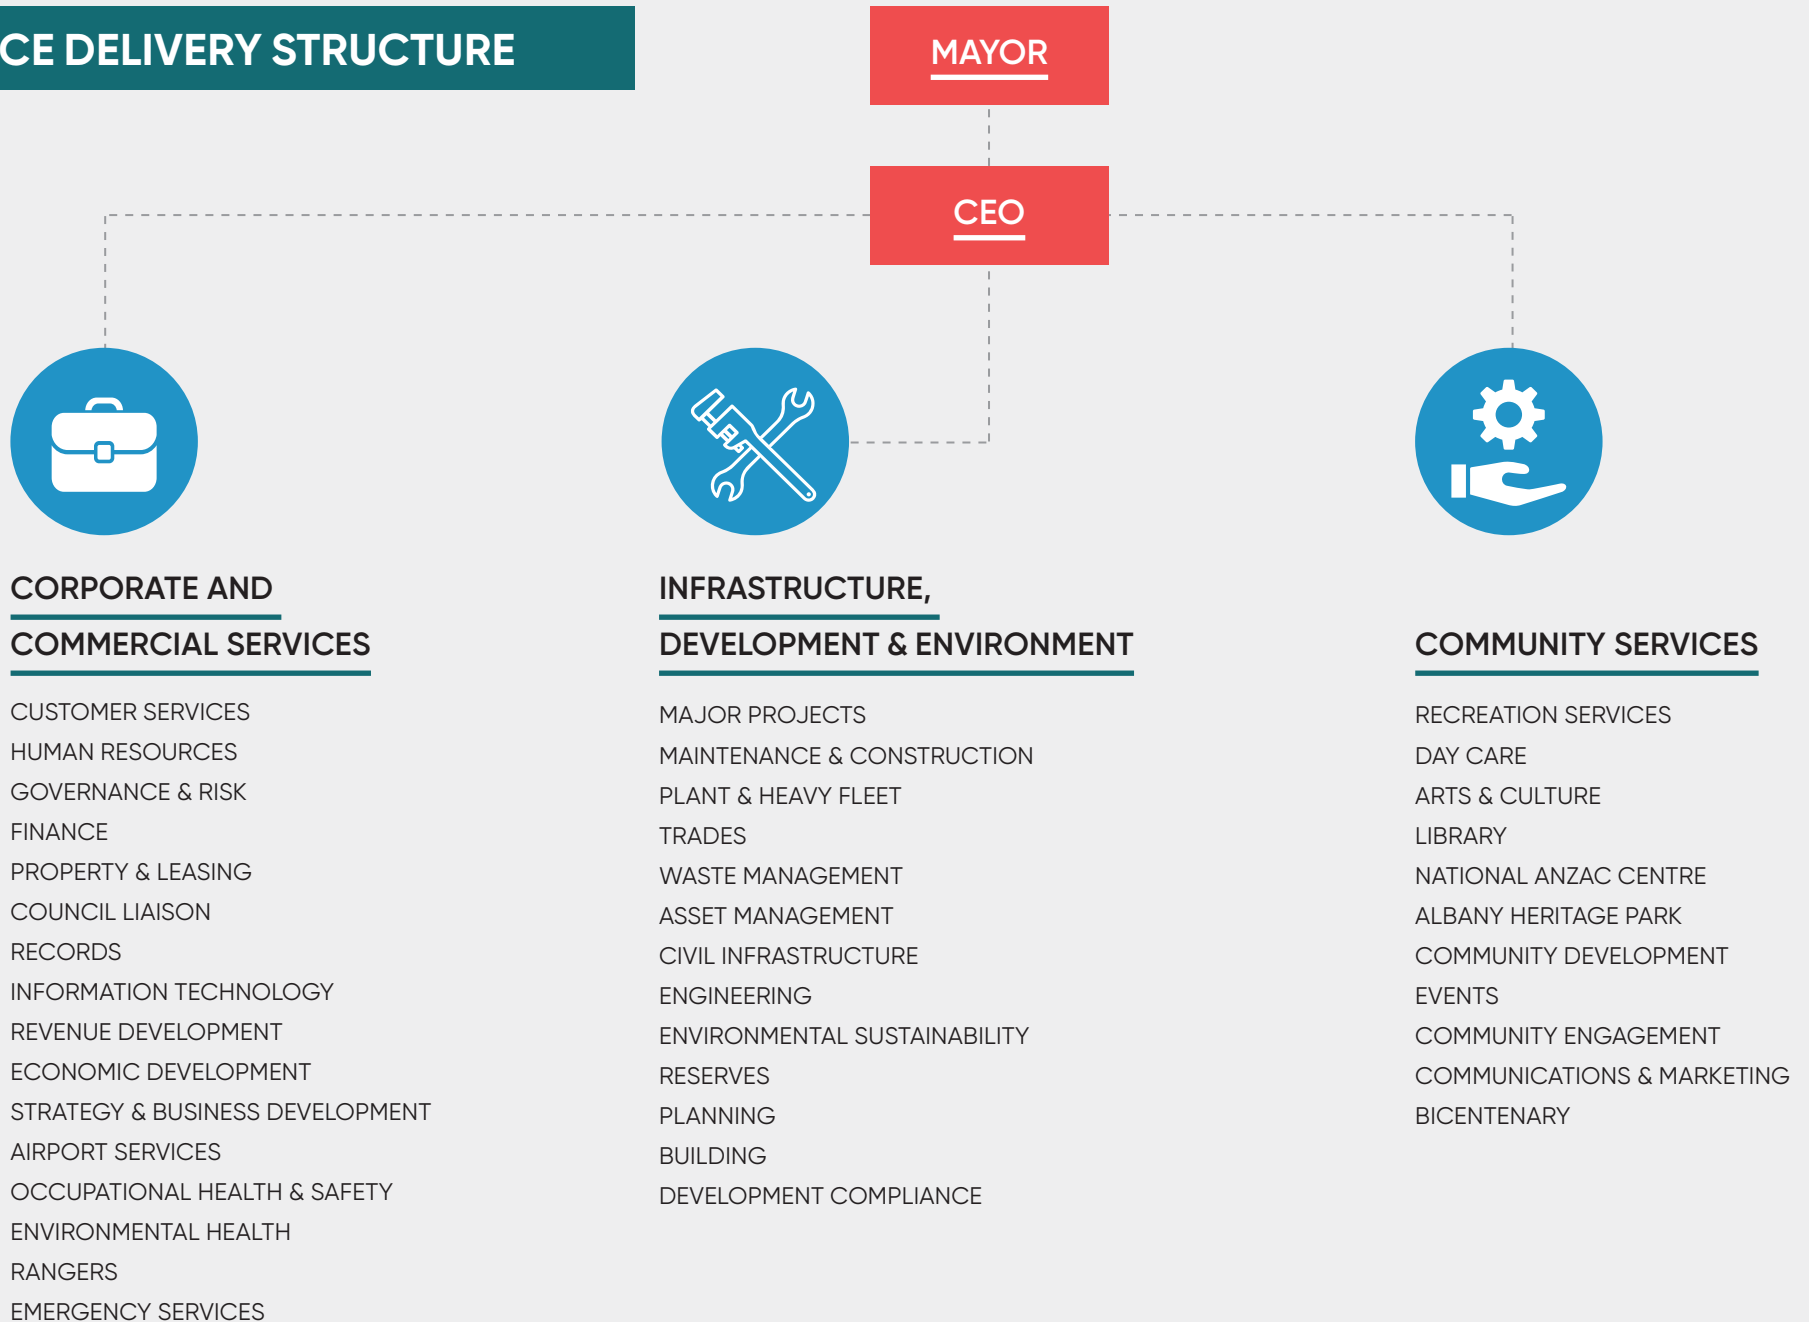 CE DELIVERY STRUCTURE
MAYOR
CEO
CORPORATE AND
COMMERCIAL SERVICES
CUSTOMER SERVICES
HUMAN RESOURCES
GOVERNANCE & RISK
FINANCE
PROPERTY & LEASING
COUNCIL LIAISON
RECORDS
INFORMATION TECHNOLOGY
REVENUE DEVELOPMENT
ECONOMIC DEVELOPMENT
STRATEGY & BUSINESS DEVELOPMENT
AIRPORT SERVICES
OCCUPATIONAL HEALTH & SAFETY
ENVIRONMENTAL HEALTH
RANGERS
EMERGENCY SERVICES
INFRASTRUCTURE,
DEVELOPMENT & ENVIRONMENT
MAJOR PROJECTS
MAINTENANCE & CONSTRUCTION
PLANT & HEAVY FLEET
TRADES
WASTE MANAGEMENT
ASSET MANAGEMENT
CIVIL INFRASTRUCTURE
ENGINEERING
ENVIRONMENTAL SUSTAINABILITY
RESERVES
PLANNING
BUILDING
DEVELOPMENT COMPLIANCE
COMMUNITY SERVICES
RECREATION SERVICES
DAY CARE
ARTS & CULTURE
LIBRARY
NATIONAL ANZAC CENTRE
ALBANY HERITAGE PARK
COMMUNITY DEVELOPMENT
EVENTS
COMMUNITY ENGAGEMENT
COMMUNICATIONS & MARKETING
BICENTENARY